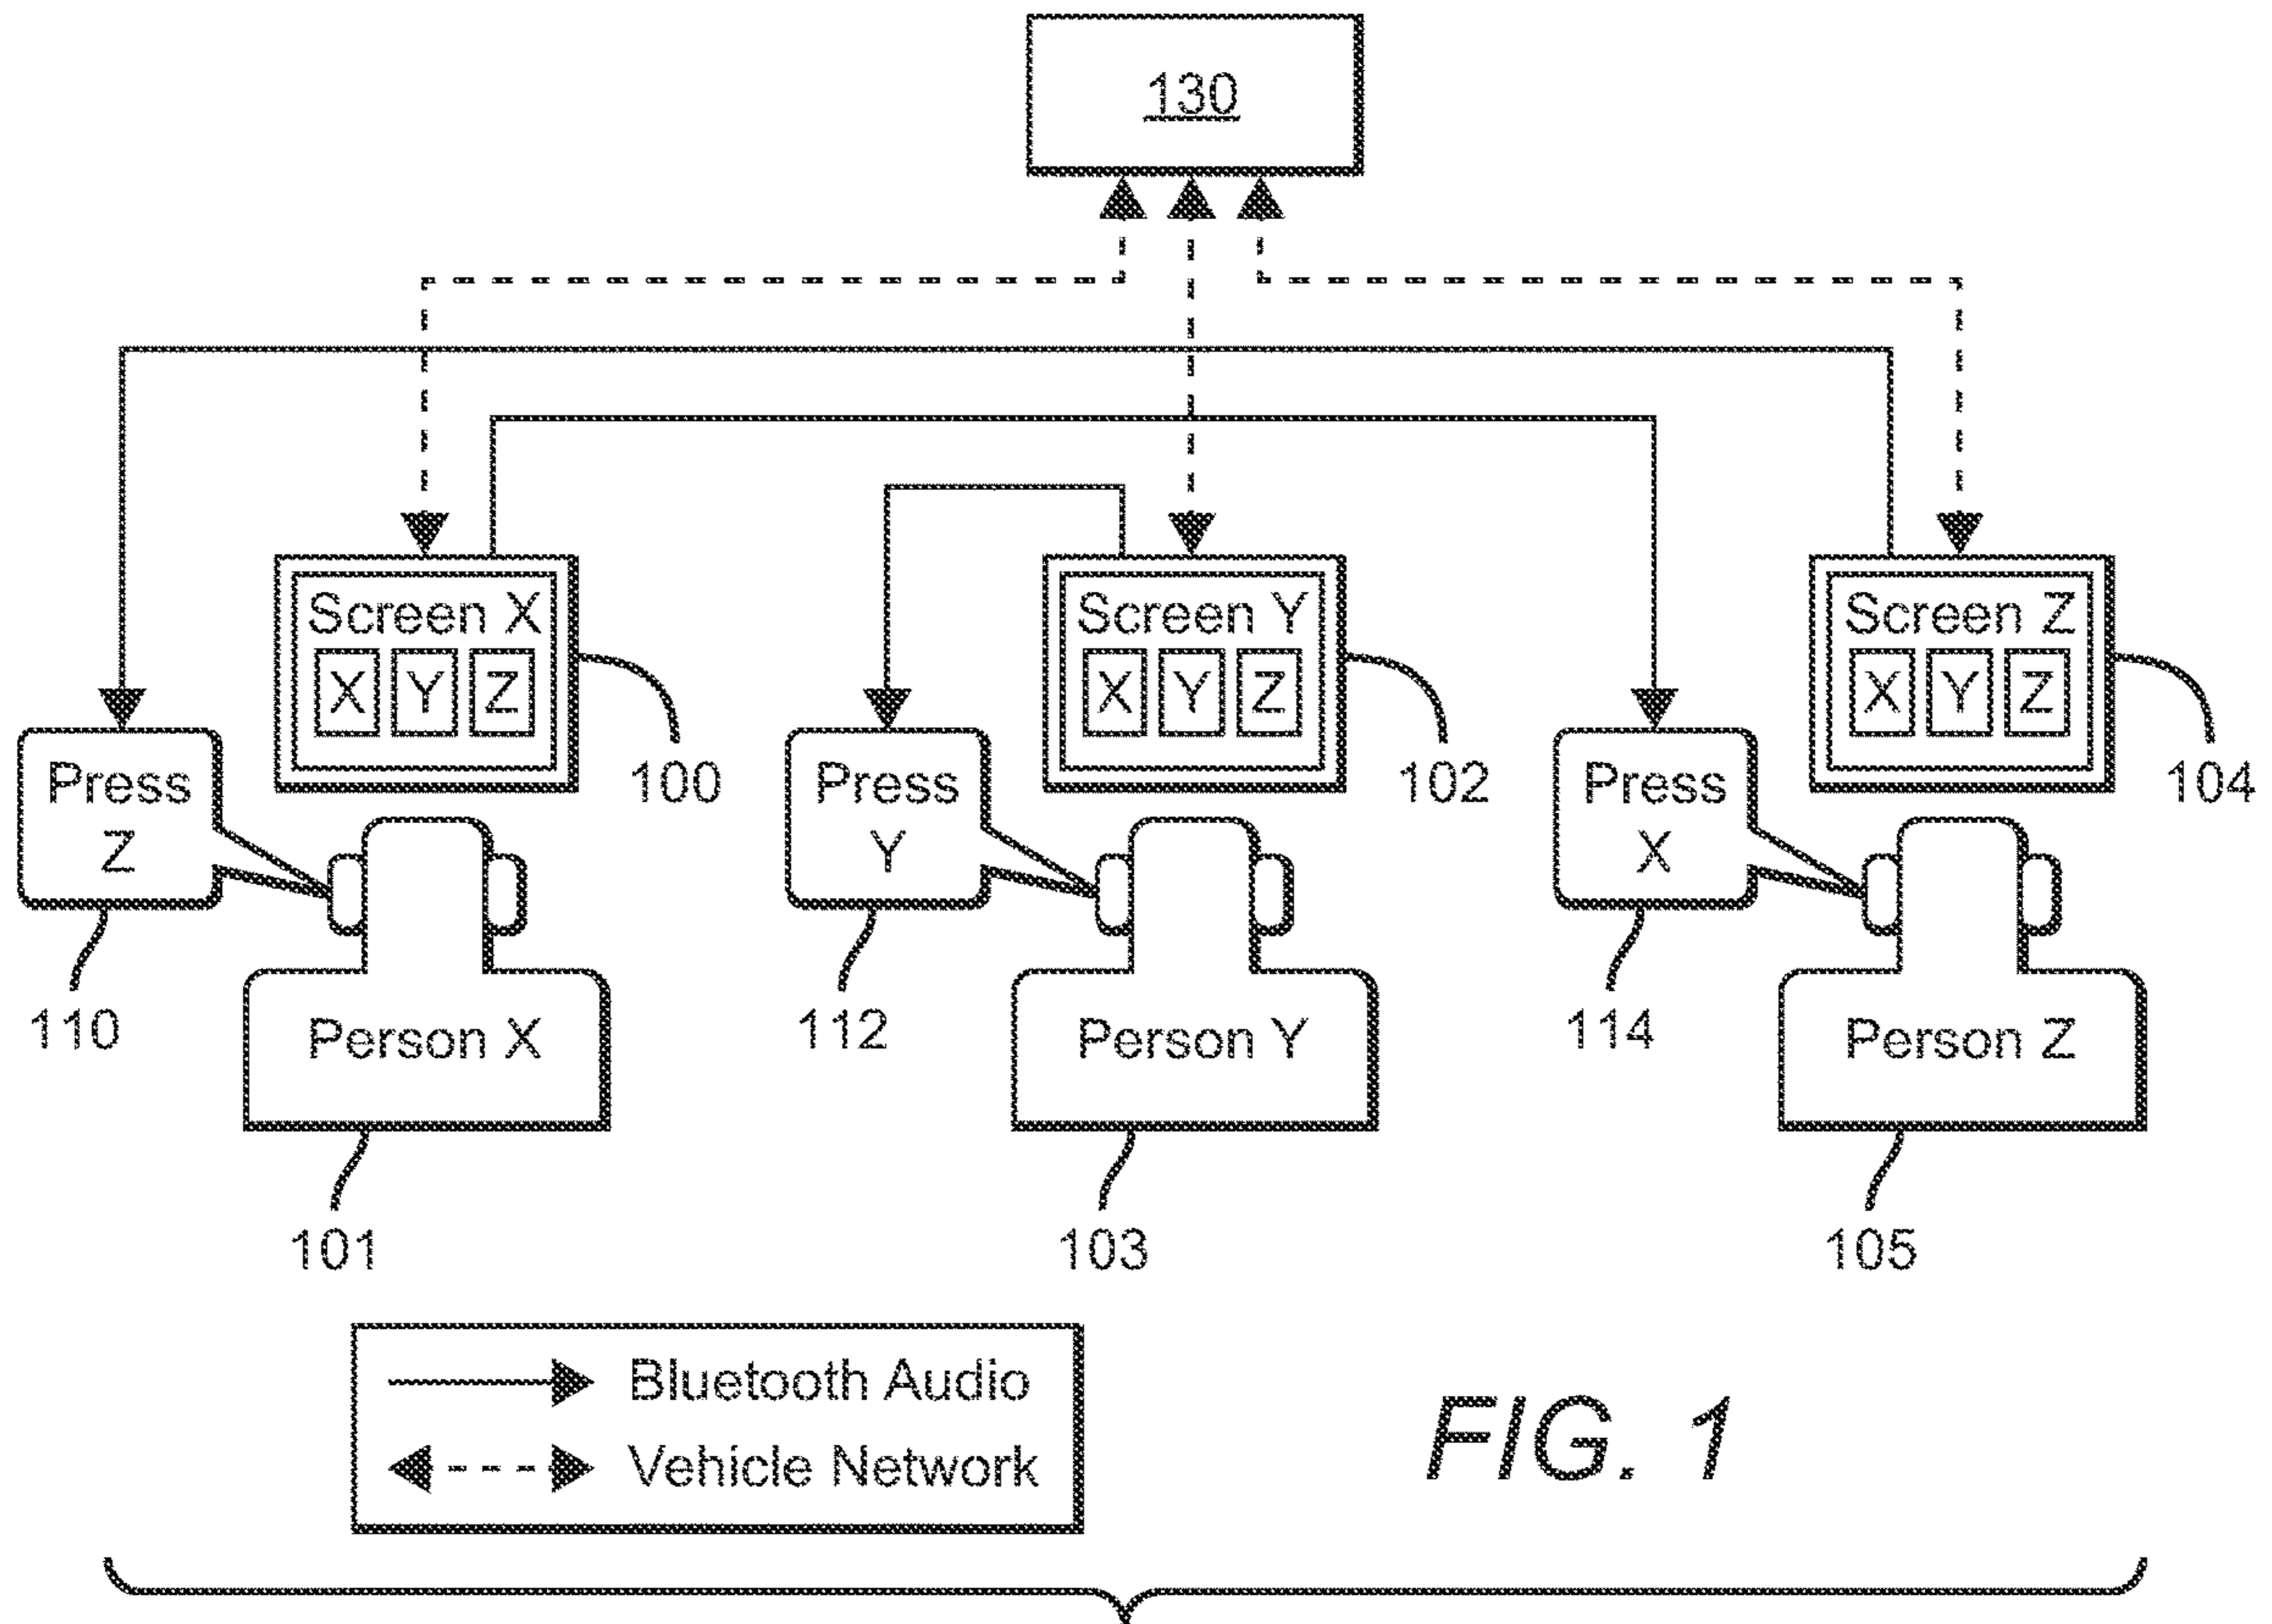 130
Screen X
X Y Z
100
Screen Y
X Y Z
102
Screen Z
X Y Z
104
Press
Z
110
Press
Y
112
Press
X
114
Person X
101
Person Y
103
Person Z
105
Bluetooth Audio
Vehicle Network
FIG. 1